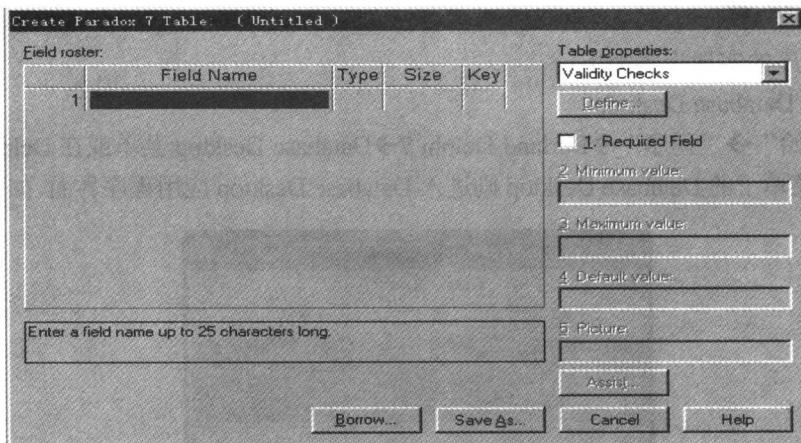 Create Paradox 7 Table: ( Untitled )
Field roster:
Field Name Type Size Key
1
Enter a field name up to 25 characters long.
Table properties:
Validity Checks
Define...
1. Required Field
2. Minimum value:
3. Maximum value:
4. Default value:
5. Picture:
Assist...
Borrow...
Save As...
Cancel
Help